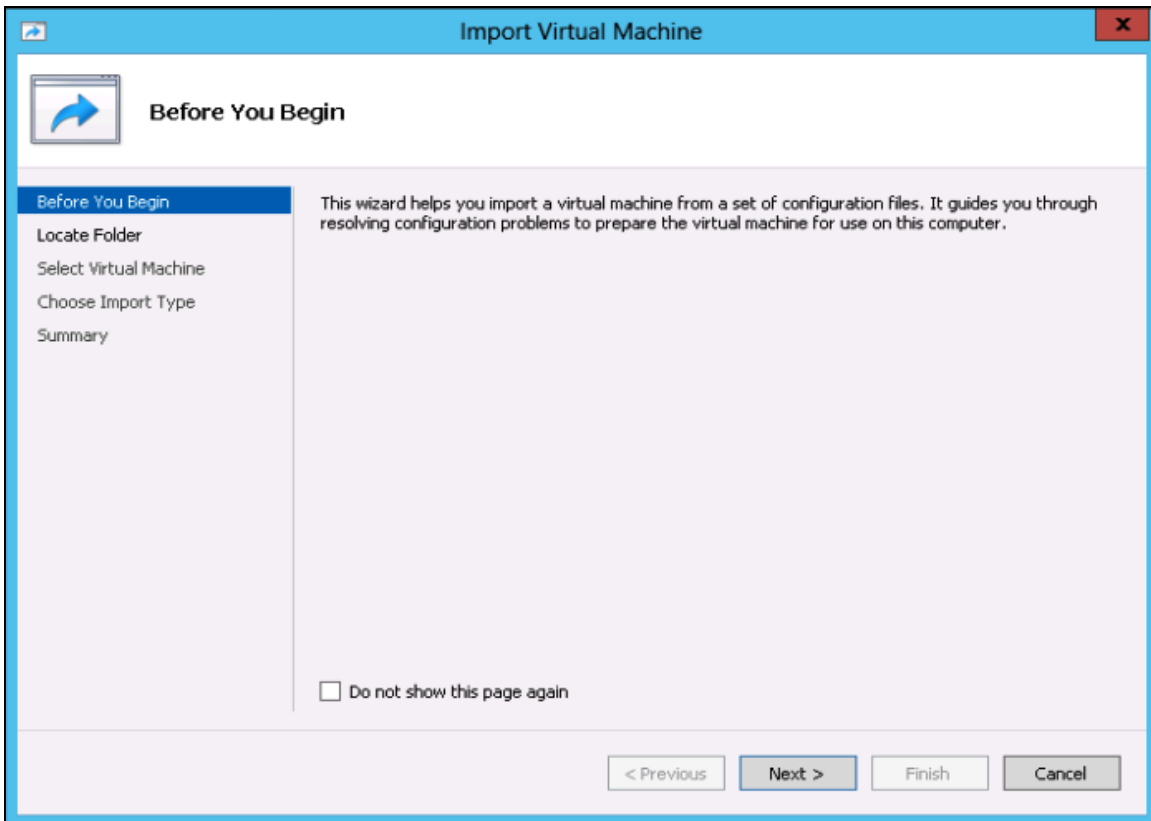 Import Virtual Machine
x
Before You Begin
Before You Begin
Locate Folder
Select Virtual Machine
Choose Import Type
Summary
This wizard helps you import a virtual machine from a set of configuration files. It guides you through
resolving configuration problems to prepare the virtual machine for use on this computer.
Do not show this page again
< Previous
Next >
Finish
Cancel